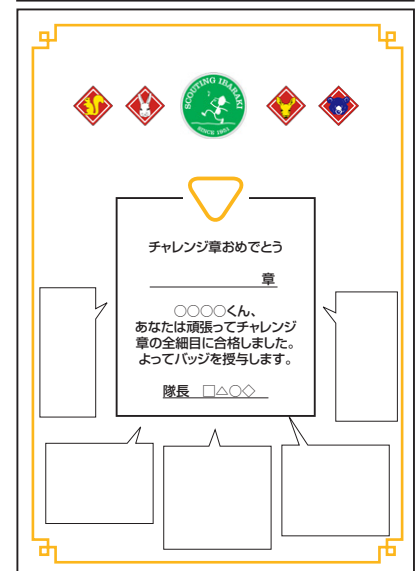 SCOUTING IBARAKI
SINCE 1951
チャレンジ章おめでとう
章
○○○○くん、
あなたは頑張ってチャレンジ
章の全細目に合格しました。
よってバッジを授与します。
隊長 □△○◇